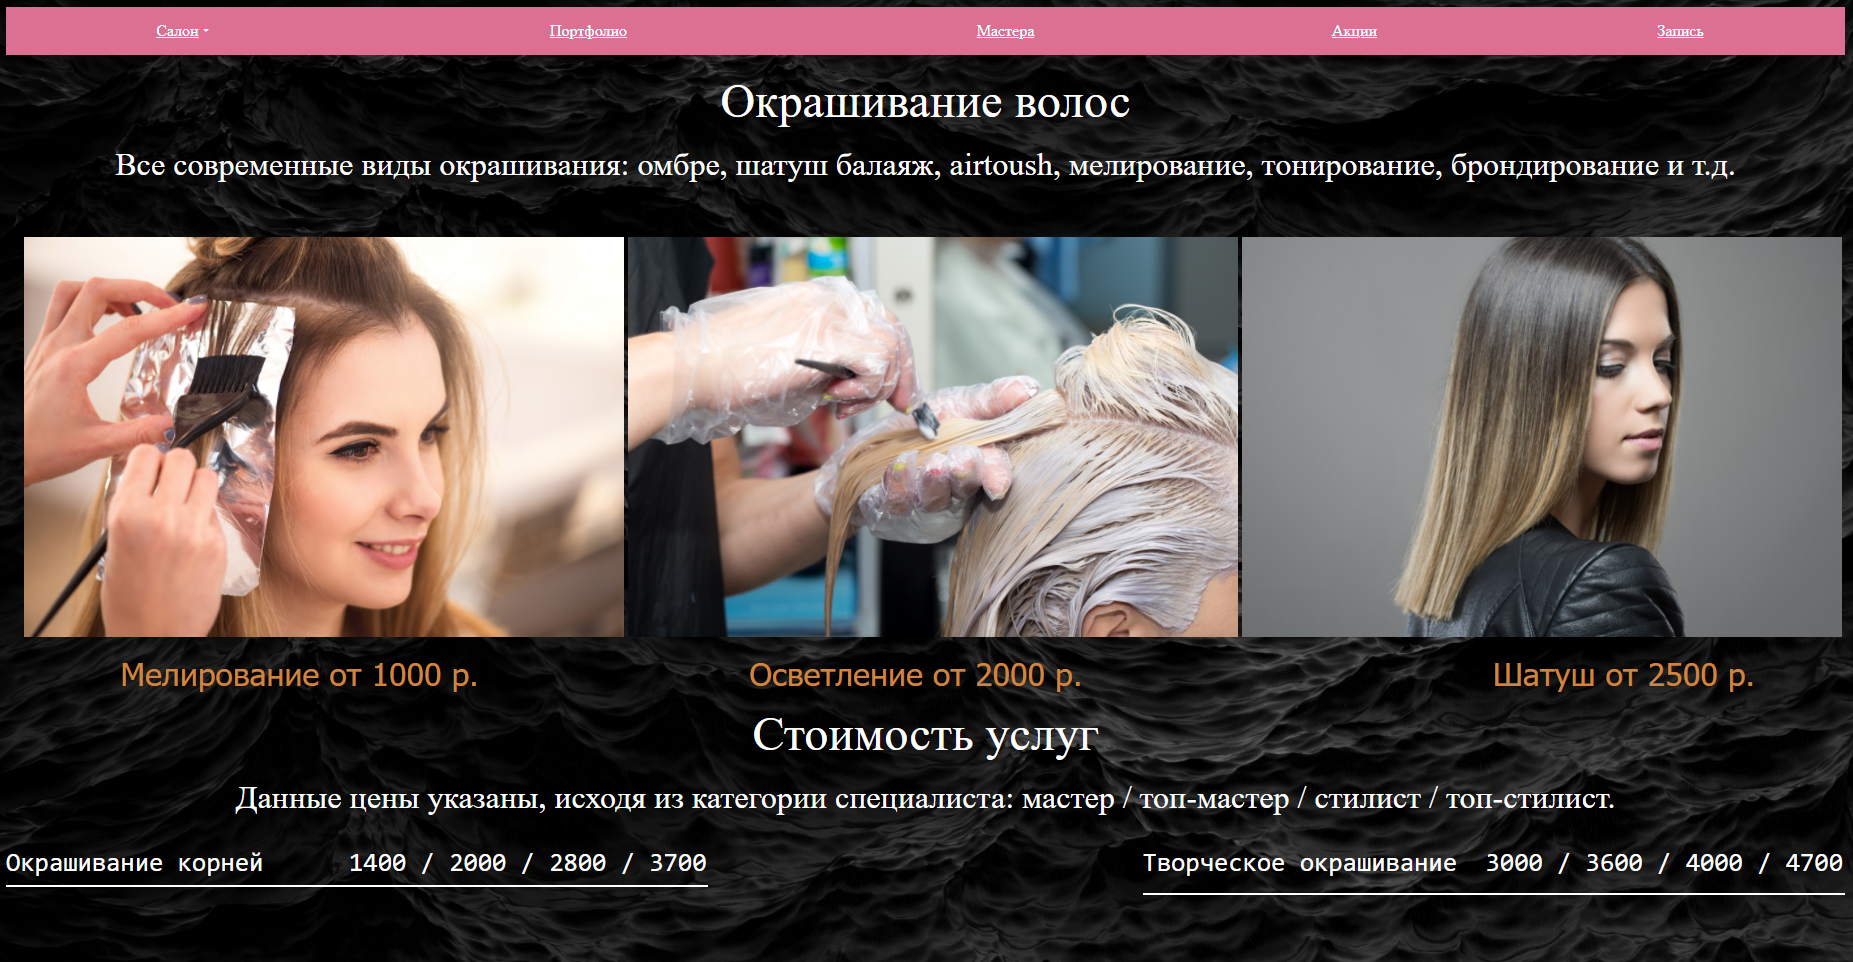 Салон Портфолио Мастера Акции Запись
Окрашивание волос
Все современные виды окрашивания: омбре, шатуш балаяж, airtoush, мелирование, тонирование, брондирование и т.д.
Мелирование от 1000 р. Осветление от 2000 р. Шатуш от 2500 р.
Стоимость услуг
Данные цены указаны, исходя из категории специалиста: мастер / топ-мастер / стилист / топ-стилист.
Окрашивание корней 1400 / 2000 / 2800 / 3700 Творческое окрашивание 3000 / 3600 / 4000 / 4700